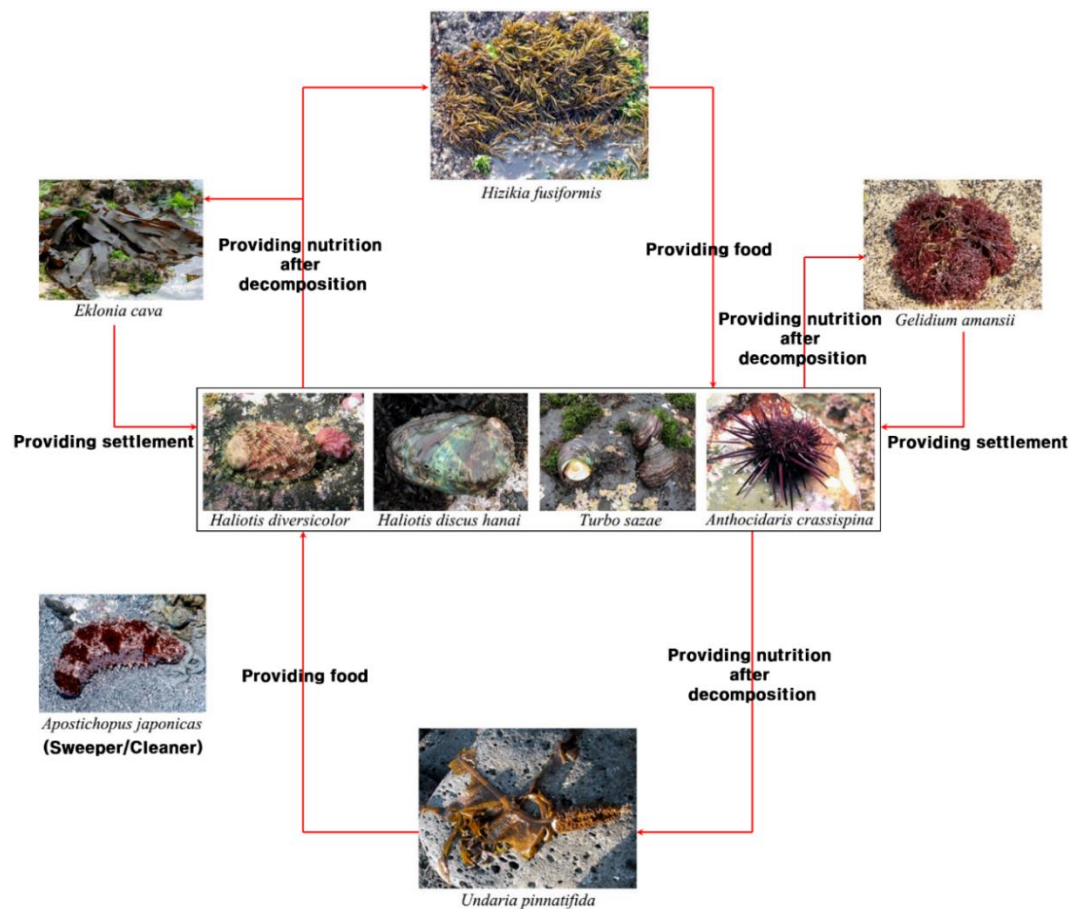 Hizikia fusiformis
Providing nutrition
after
decomposition
Providing food
Eklonia cava
Providing nutrition
after
decomposition
Gelidium amansii
Providing settlement
Providing settlement
Haliotis diversicolor
Haliotis discus hanai
Turbo sazae
Anthocidaris crassispina
Apostichopus japonicas
(Sweeper/Cleaner)
Providing food
Providing nutrition
after
decomposition
Undaria pinnatifida